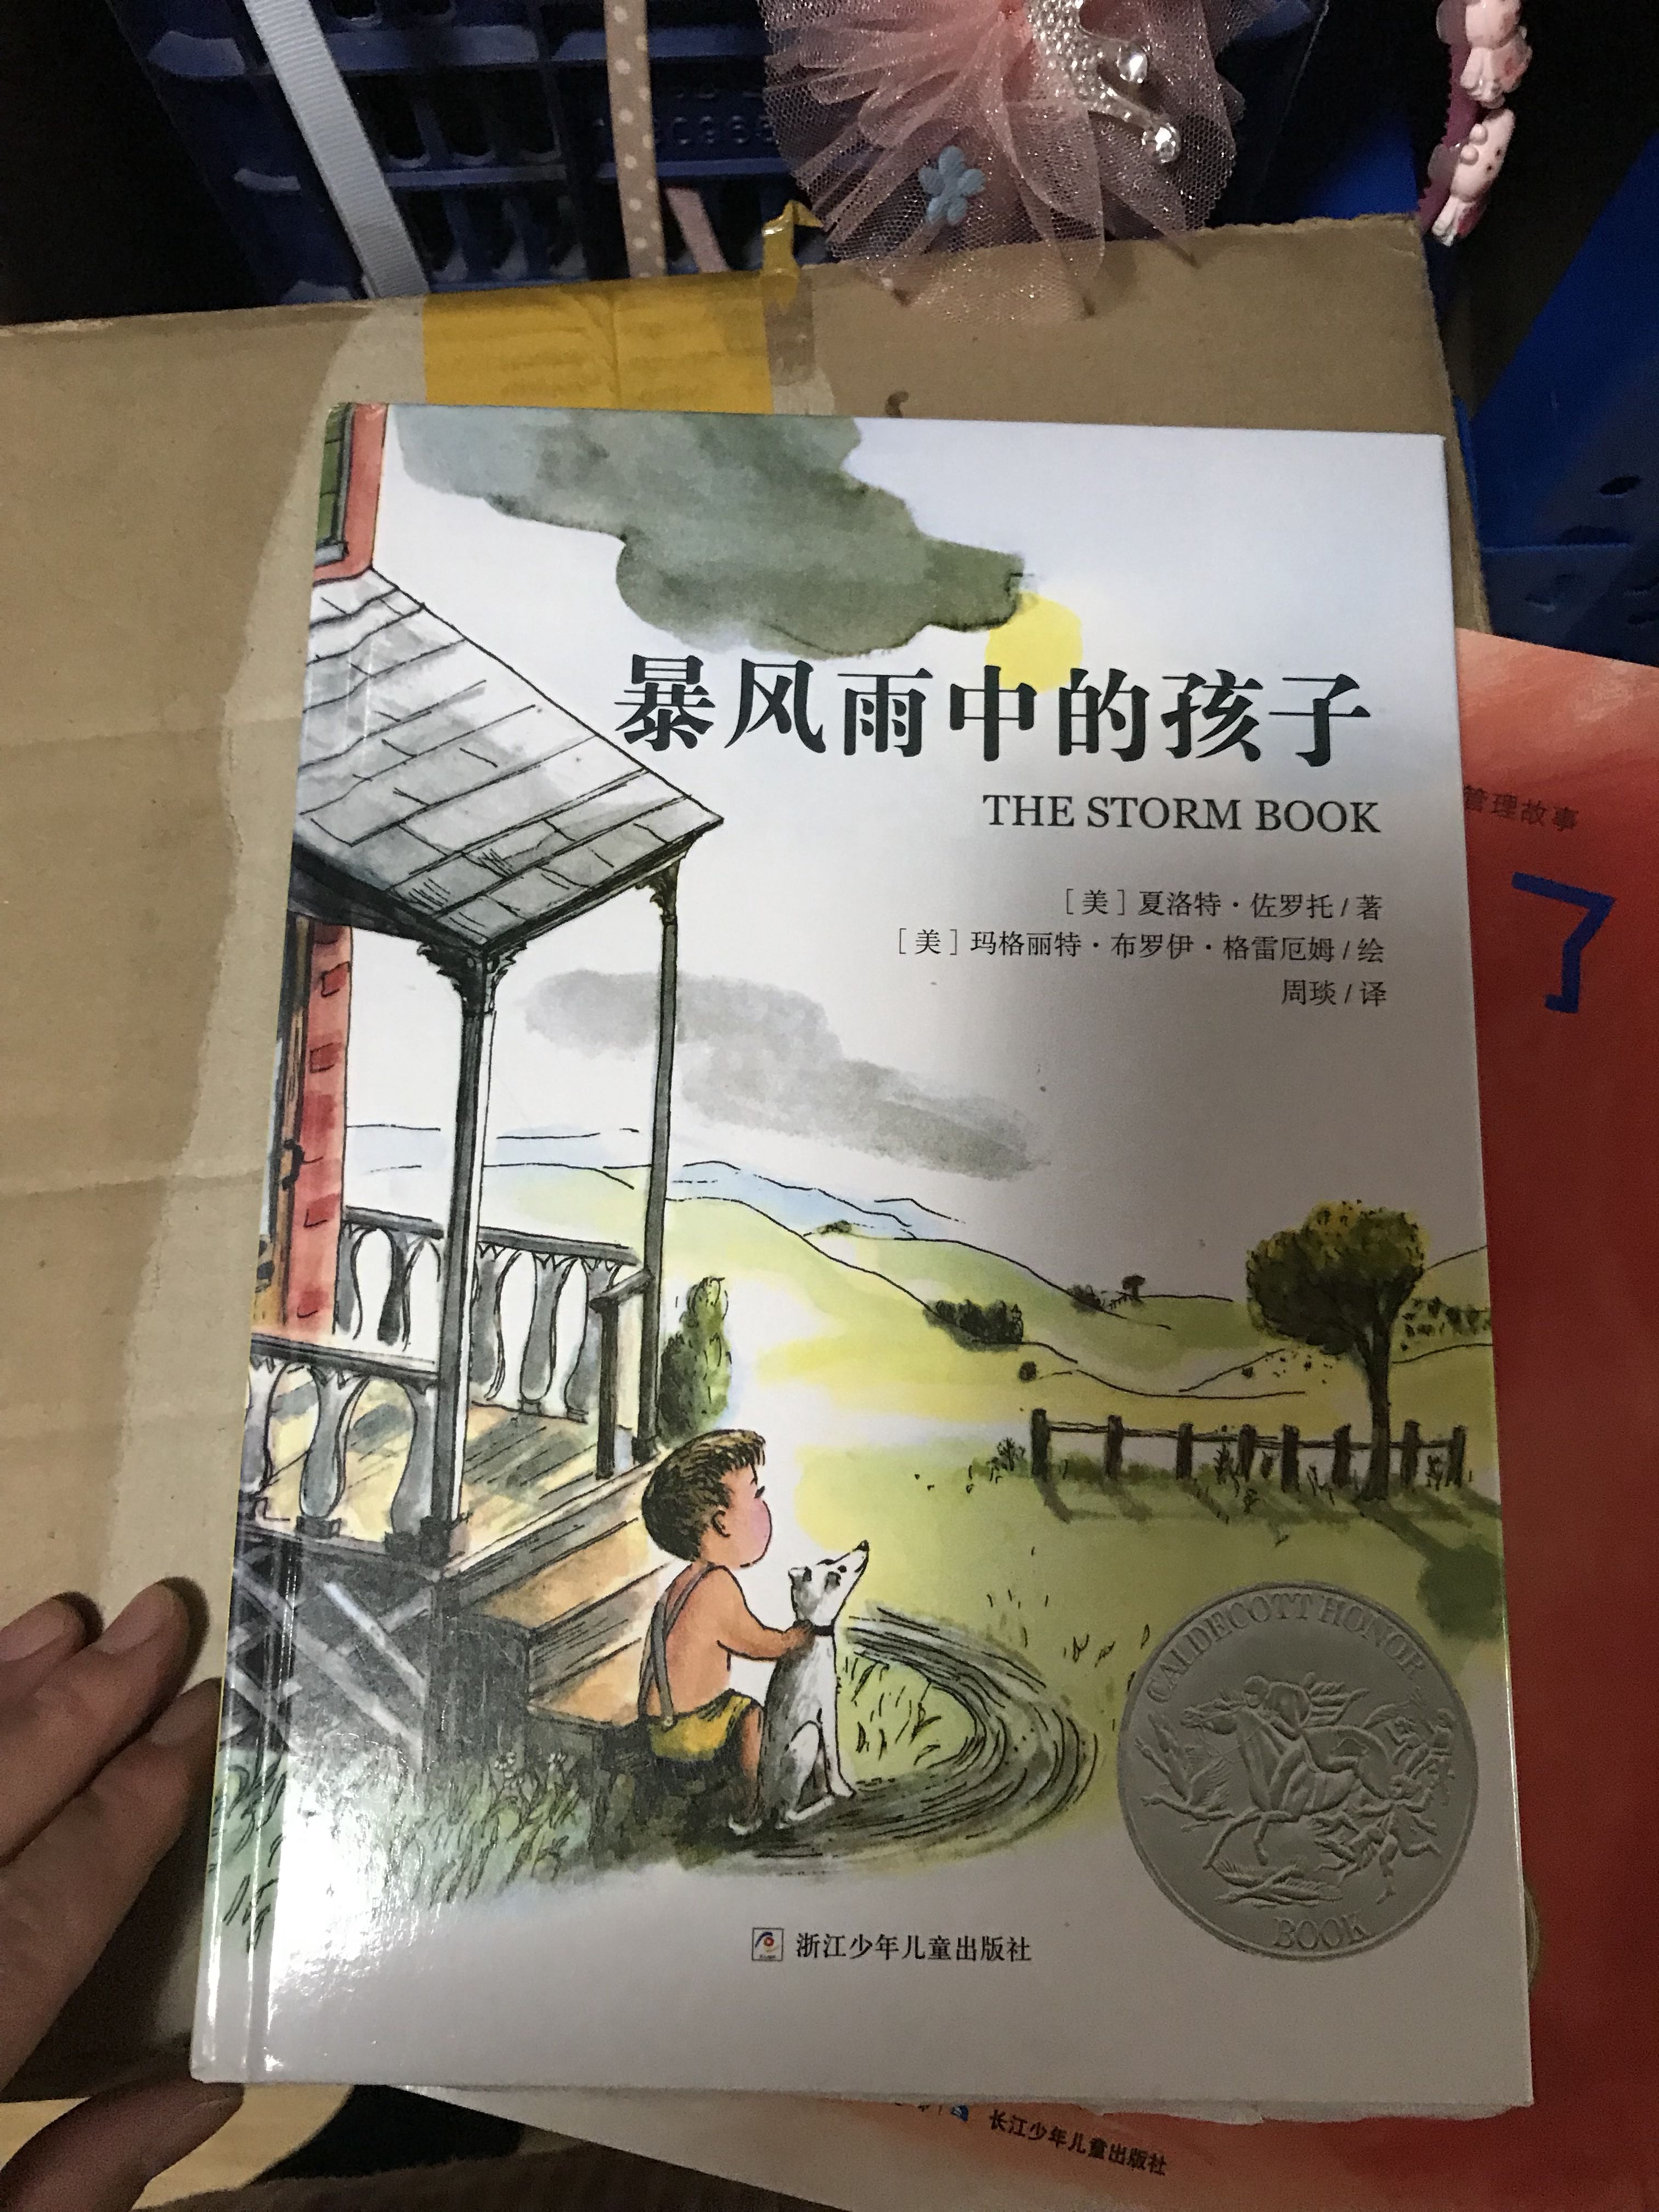 暴风雨中的孩子
THE STORM BOOK
[美]夏洛特·佐罗托/著
[美]玛格丽特·布罗伊·格雷厄姆/绘
周琰/译
CALDECOTT HONOR
BOOK
浙江少年儿童出版社
管理故事
了
长江少年儿童出版社